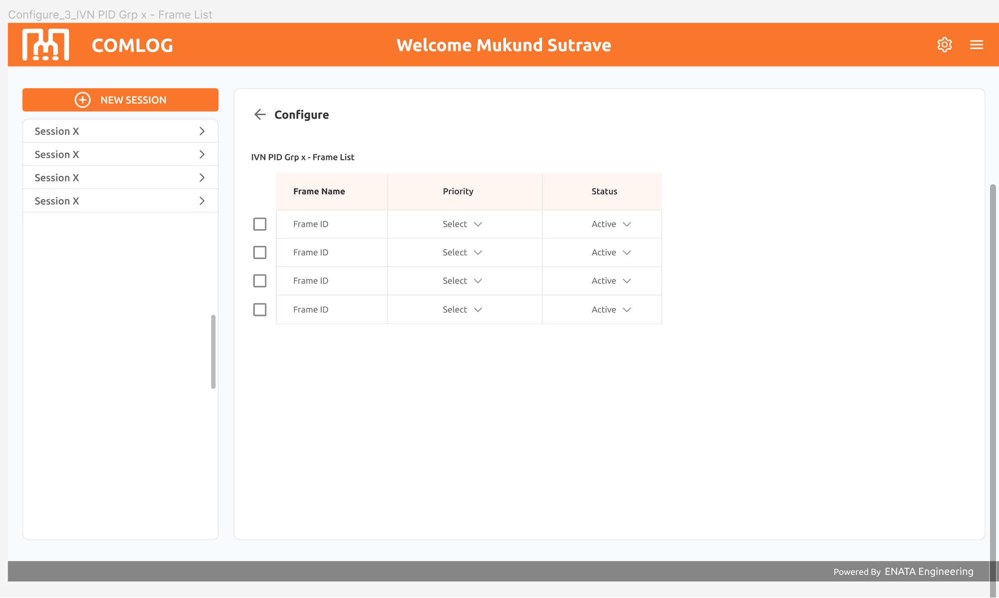 Configure_3_IVN PID Grp x - Frame List
COMLOG
Welcome Mukund Sutrave
NEW SESSION
Session X
Session X
Session X
Session X
Configure
IVN PID Grp x - Frame List
Frame Name Priority Status
Frame ID Select Active
Frame ID Select Active
Frame ID Select Active
Frame ID Select Active
Powered By ENATA Engineering